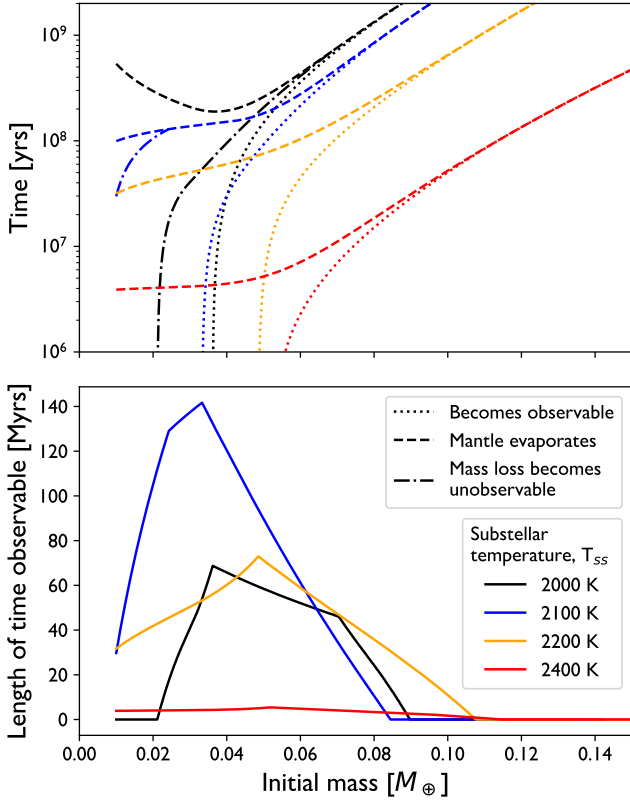 10⁹
10⁸
10⁷
10⁶
Time [yrs]
140
120
100
80
60
40
20
0
Length of time observable [Myrs]
Becomes observable
Mantle evaporates
Mass loss becomes
unobservable
Substellar
temperature, Tss
2000 K
2100 K
2200 K
2400 K
0.00 0.02 0.04 0.06 0.08 0.10 0.12 0.14
Initial mass [M⊕]